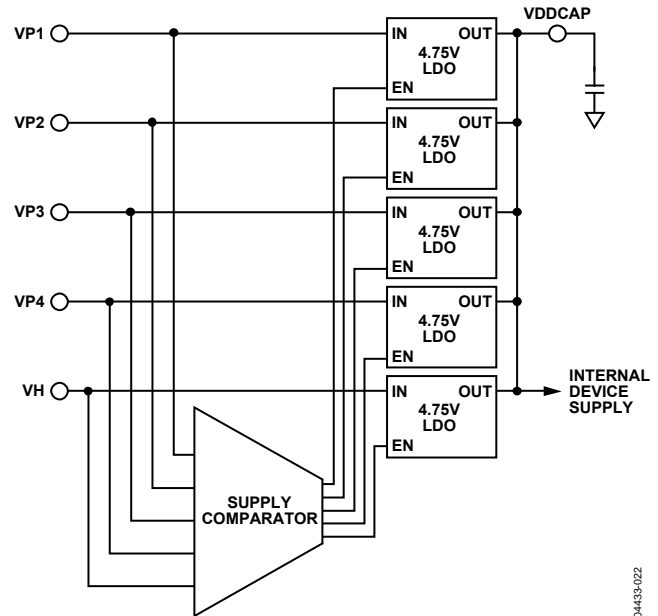 VP1
IN OUT
4.75V
LDO
EN
VDDCAP
VP2
IN OUT
4.75V
LDO
EN
VP3
IN OUT
4.75V
LDO
EN
VP4
IN OUT
4.75V
LDO
EN
VH
IN OUT
4.75V
LDO
EN
INTERNAL
DEVICE
SUPPLY
SUPPLY
COMPARATOR
04433-022